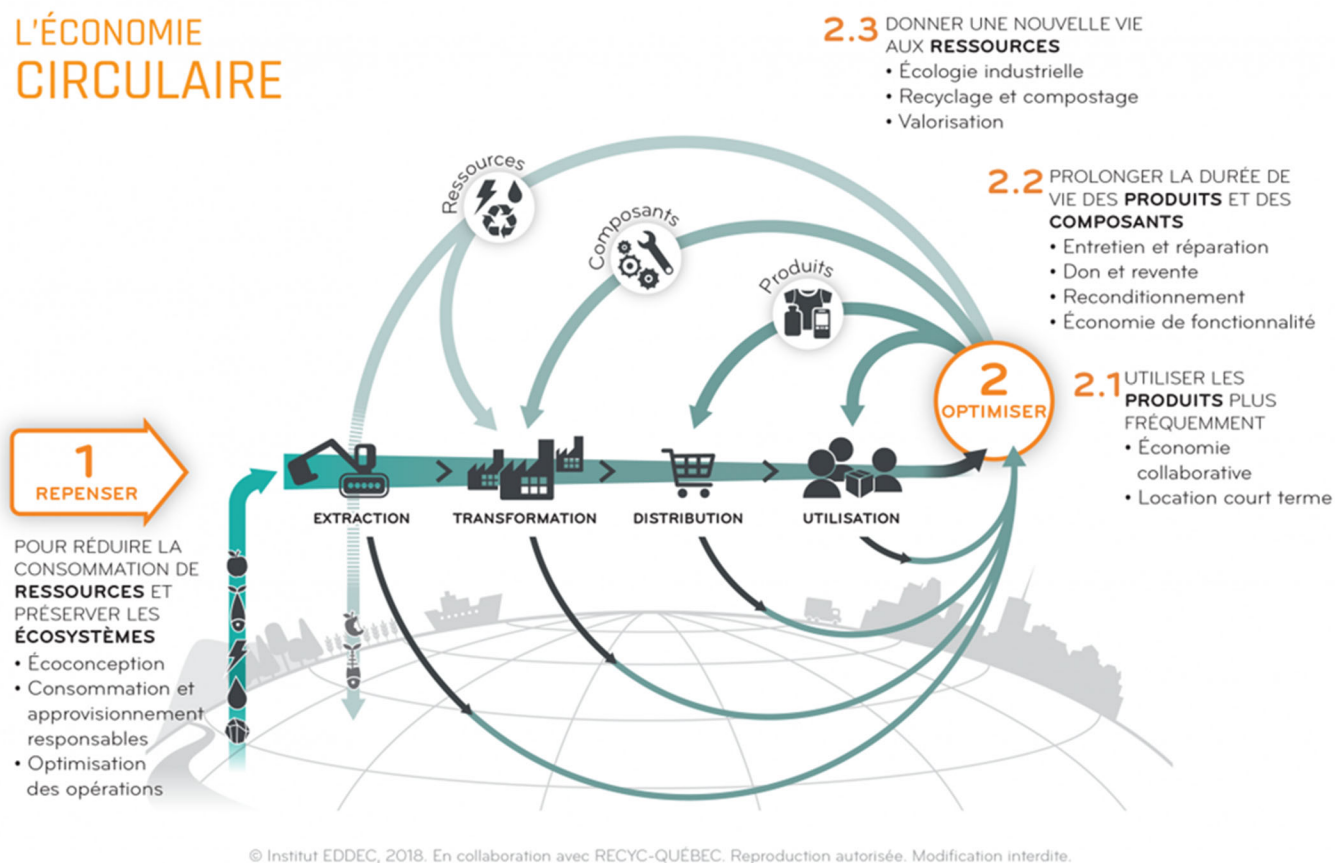 L'ÉCONOMIE
CIRCULAIRE
2.3 DONNER UNE NOUVELLE VIE
AUX RESSOURCES
• Écologie industrielle
• Recyclage et compostage
• Valorisation
2.2 PROLONGER LA DURÉE DE
VIE DES PRODUITS ET DES
COMPOSANTS
• Entretien et réparation
• Don et revente
• Reconditionnement
• Économie de fonctionnalité
2.1 UTILISER LES
PRODUITS PLUS
FRÉQUEMMENT
• Économie
collaborative
• Location court terme
Ressources
Composants
Produits
2
OPTIMISER
1
REPENSER
POUR RÉDUIRE LA
CONSOMMATION DE
RESSOURCES ET
PRÉSERVER LES
ÉCOSYSTÈMES
• Écoconception
• Consommation et
approvisionnement
responsables
• Optimisation
des opérations
EXTRACTION
TRANSFORMATION
DISTRIBUTION
UTILISATION
© Institut EDDEC, 2018. En collaboration avec RECYC-QUÉBEC. Reproduction autorisée. Modification interdite.